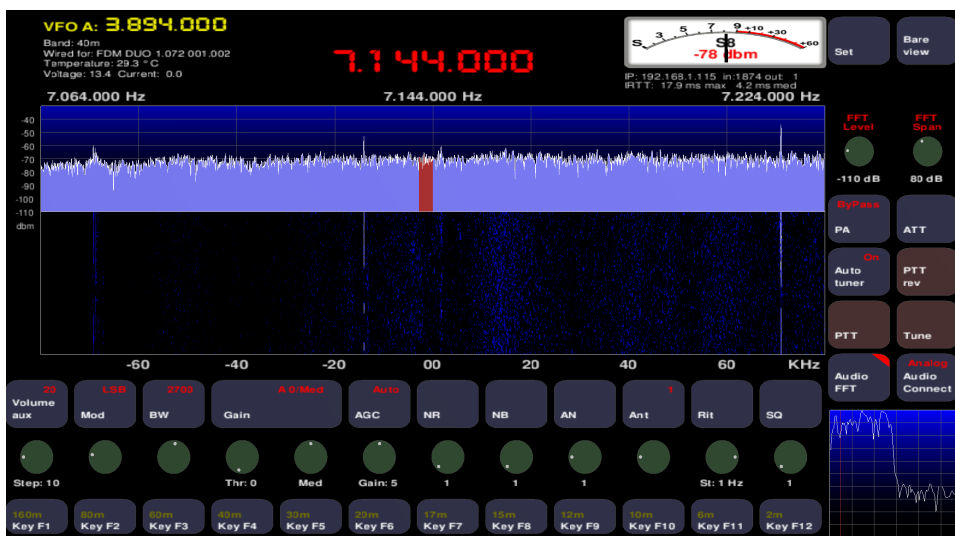 VFO A: 3.894.000
Band: 40m
Wired for: FDM DUO 1.072 001.002
Temperature: 29.3 ° C
Voltage: 13.4 Current: 0.0
7.144.000
S 3 5 7 9 +10 +30 +60
S8
-78 dbm
IP: 192.168.1.115 in:1874 out: 1
RTT: 17.9 ms max 4.2 ms med
Set
Bare
view
7.064.000 Hz
7.144.000 Hz
7.224.000 Hz
-40
-50
-60
-70
-80
-90
-100
-110
dbm
FFT
Level
FFT
Span
-110 dB
80 dB
ByPass
PA
ATT
On
Auto
tuner
PTT
rev
PTT
Tune
Audio
FFT
Analog
Audio
Connect
-60 -40 -20 00 20 40 60 KHz
20
Volume
aux
LSB
Mod
2700
BW
A 0/Med
Gain
Auto
AGC
NR
NB
AN
1
Ant
Rit
SQ
Step: 10
Thr: 0
Med
Gain: 5
1
1
1
St: 1 Hz
1
160m
Key F1
80m
Key F2
60m
Key F3
40m
Key F4
30m
Key F5
20m
Key F6
17m
Key F7
15m
Key F8
12m
Key F9
10m
Key F10
6m
Key F11
2m
Key F12